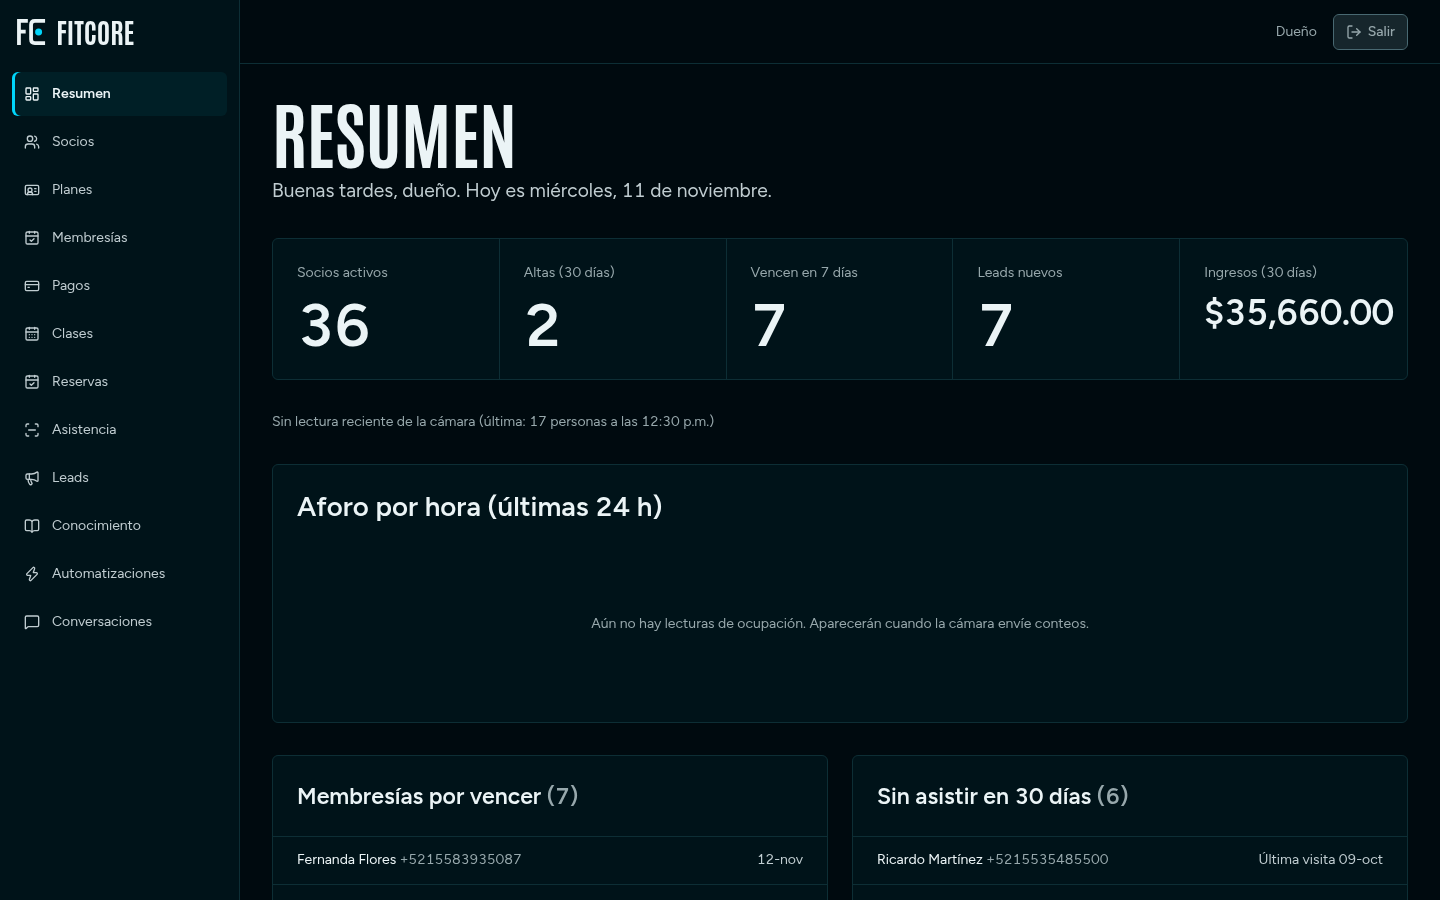 FC FITCORE
Dueño
Salir
Resumen
Socios
Planes
Membresías
Pagos
Clases
Reservas
Asistencia
Leads
Conocimiento
Automatizaciones
Conversaciones
RESUMEN
Buenas tardes, dueño. Hoy es miércoles, 11 de noviembre.
Socios activos
36
Altas (30 días)
2
Vencen en 7 días
7
Leads nuevos
7
Ingresos (30 días)
$35,660.00
Sin lectura reciente de la cámara (última: 17 personas a las 12:30 p.m.)
Aforo por hora (últimas 24 h)
Aún no hay lecturas de ocupación. Aparecerán cuando la cámara envíe conteos.
Membresías por vencer (7)
Fernanda Flores +5215583935087 12-nov
Sin asistir en 30 días (6)
Ricardo Martínez +5215535485500 Última visita 09-oct